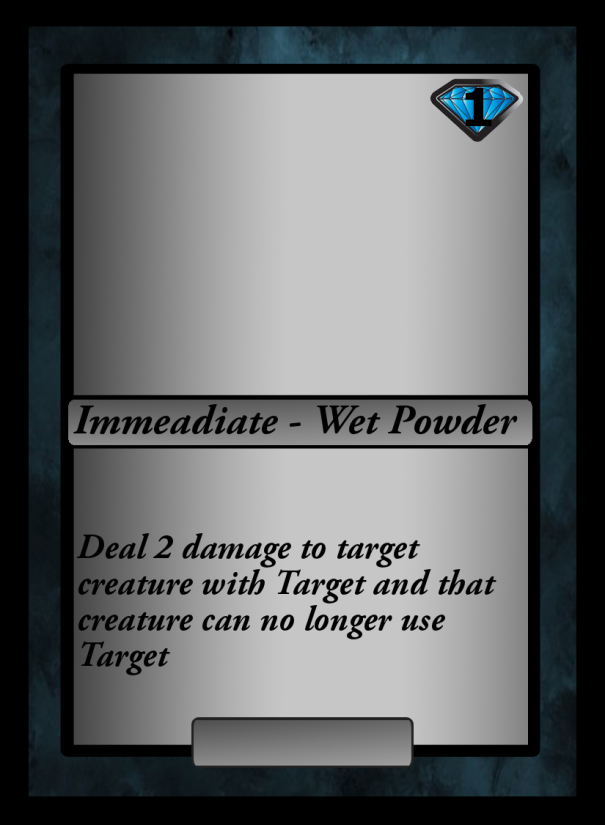 1
Immeadiate - Wet Powder
Deal 2 damage to target
creature with Target and that
creature can no longer use
Target